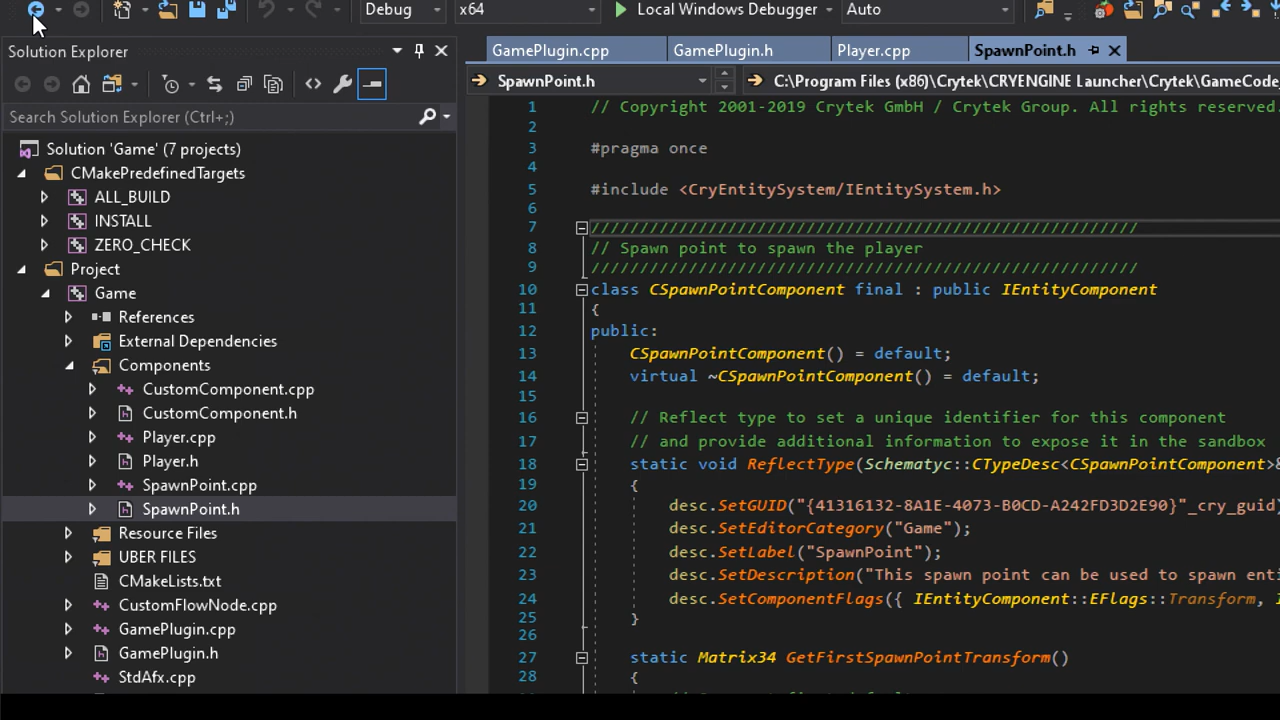 Debug
x64
Local Windows Debugger
Auto
Solution Explorer
Search Solution Explorer (Ctrl+;)
Solution 'Game' (7 projects)
CMakePredefinedTargets
ALL_BUILD
INSTALL
ZERO_CHECK
Project
Game
References
External Dependencies
Components
CustomComponent.cpp
CustomComponent.h
Player.cpp
Player.h
SpawnPoint.cpp
SpawnPoint.h
Resource Files
UBER FILES
CMakeLists.txt
CustomFlowNode.cpp
GamePlugin.cpp
GamePlugin.h
StdAfx.cpp
GamePlugin.cpp
GamePlugin.h
Player.cpp
SpawnPoint.h
SpawnPoint.h
C:\Program Files (x86)\Crytek\CRYENGINE Launcher\Crytek\GameCode_
1 // Copyright 2001-2019 Crytek GmbH / Crytek Group. All rights reserved.
2
3 #pragma once
4
5 #include <CryEntitySystem/IEntitySystem.h>
6
7 ////////////////////////////////////////////////////////
8 // Spawn point to spawn the player
9 ////////////////////////////////////////////////////////
10 class CSpawnPointComponent final : public IEntityComponent
11 {
12 public:
13 CSpawnPointComponent() = default;
14 virtual ~CSpawnPointComponent() = default;
15
16 // Reflect type to set a unique identifier for this component
17 // and provide additional information to expose it in the sandbox
18 static void ReflectType(Schematyc::CTypeDesc<CSpawnPointComponent>&
19 {
20 desc.SetGUID("{41316132-8A1E-4073-B0CD-A242FD3D2E90}"_cry_guid)
21 desc.SetEditorCategory("Game");
22 desc.SetLabel("SpawnPoint");
23 desc.SetDescription("This spawn point can be used to spawn enti
24 desc.SetComponentFlags({ IEntityComponent::EFlags::Transform, I
25 }
26
27 static Matrix34 GetFirstSpawnPointTransform()
28 {